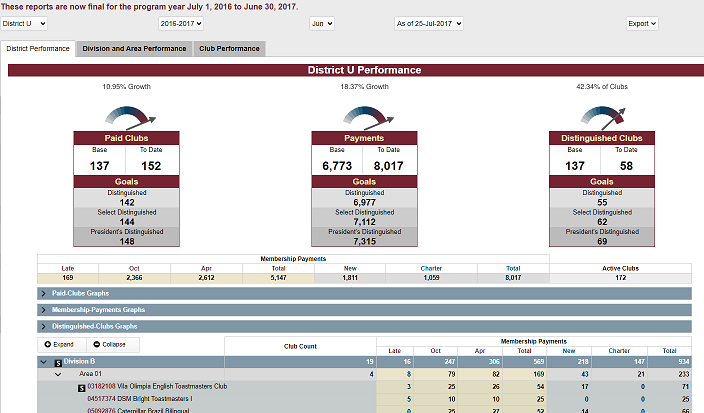 These reports are now final for the program year July 1, 2016 to June 30, 2017.
District U 2016-2017 Jun As of 25-Jul-2017 Export
District Performance Division and Area Performance Club Performance
District U Performance
10.95% Growth 18.37% Growth 42.34% of Clubs
Paid Clubs Payments Distinguished Clubs
Base To Date Base To Date Base To Date
137 152 6,773 8,017 137 58
Goals Goals Goals
Distinguished Distinguished Distinguished
142 6,977 55
Select Distinguished Select Distinguished Select Distinguished
144 7,112 62
President's Distinguished President's Distinguished President's Distinguished
148 7,315 69
Membership Payments
Late Oct Apr Total New Charter Total Active Clubs
169 2,366 2,612 5,147 1,811 1,059 8,017 172
Paid-Clubs Graphs
Membership-Payments Graphs
Distinguished-Clubs Graphs
Expand Collapse Club Count Membership Payments
Late Oct Apr Total New Charter Total
S Division B 19 16 247 306 569 218 147 934
Area 01 4 8 79 82 169 43 21 233
S 03182108 Vila Olimpia English Toastmasters Club 3 25 26 54 17 0 71
04517374 DSM Bright Toastmasters I 5 10 10 25 0 0 25
05092876 Caterpillar Brazil Bilingual 0 25 27 52 14 0 66